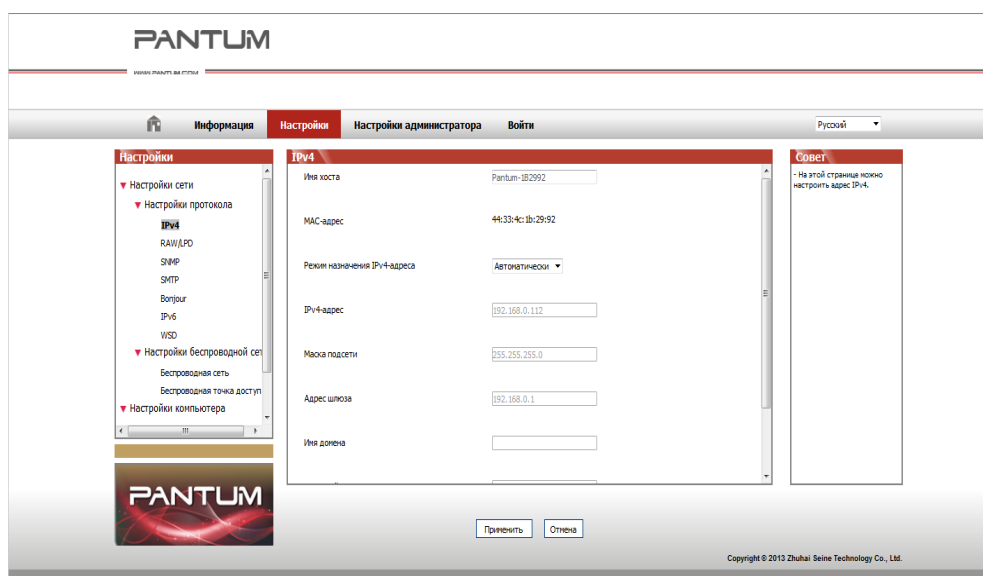 PANTUM
WWW.PANTUM.COM
Информация
Настройки
Настройки администратора
Войти
Русский
Настройки
Настройки сети
Настройки протокола
IPv4
RAW/LPD
SNMP
SMTP
Bonjour
IPv6
WSD
Настройки беспроводной сет
Беспроводная сеть
Беспроводная точка доступ
Настройки компьютера
PANTUM
IPv4
Имя хоста
Pantum-1B2992
MAC-адрес
44:33:4c:1b:29:92
Режим назначения IPv4-адреса
Автоматически
IPv4-адрес
192.168.0.112
Маска подсети
255.255.255.0
Адрес шлюза
192.168.0.1
Имя домена
Применить
Отмена
Совет
- На этой странице можно
настроить адрес IPv4.
Copyright © 2013 Zhuhai Seine Technology Co., Ltd.